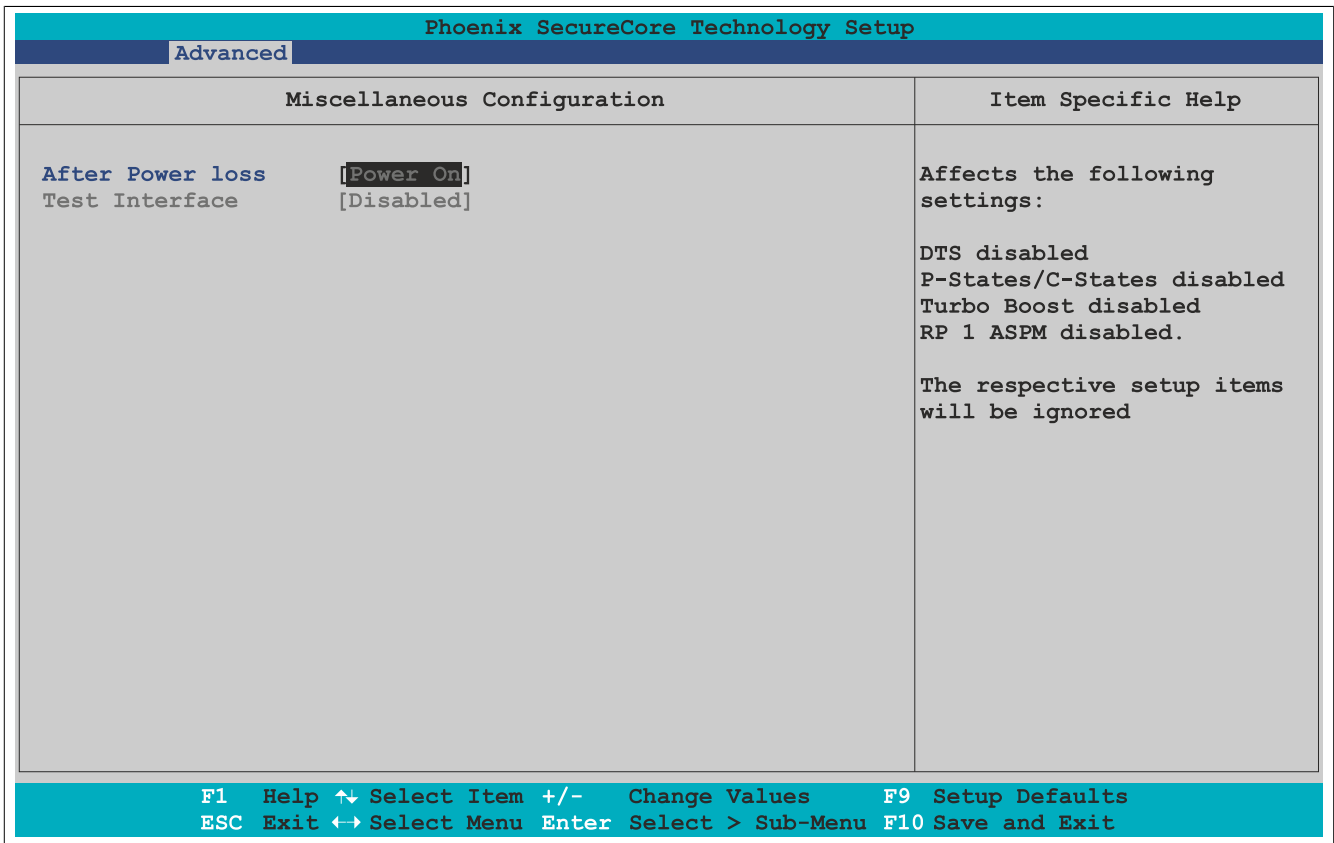 Phoenix SecureCore Technology Setup
Advanced
Miscellaneous Configuration
Item Specific Help
After Power loss [Power On]
Test Interface [Disabled]
Affects the following
settings:
DTS disabled
P-States/C-States disabled
Turbo Boost disabled
RP 1 ASPM disabled.
The respective setup items
will be ignored
F1 Help ↑↓ Select Item +/- Change Values F9 Setup Defaults
ESC Exit ←→ Select Menu Enter Select > Sub-Menu F10 Save and Exit